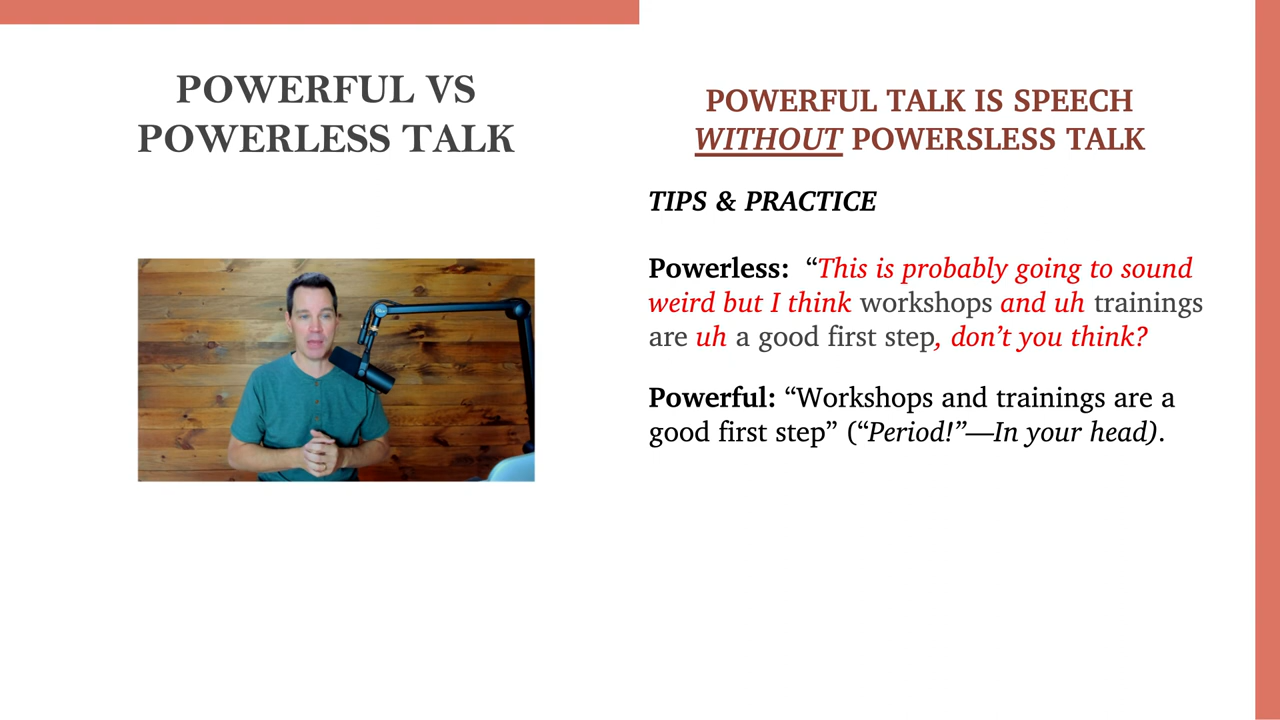 POWERFUL VS
POWERLESS TALK
POWERFUL TALK IS SPEECH
WITHOUT POWERSLESS TALK
TIPS & PRACTICE
Powerless:  “This is probably going to sound
weird but I think workshops and uh trainings
are uh a good first step, don’t you think?
Powerful: “Workshops and trainings are a
good first step” (“Period!”—In your head).